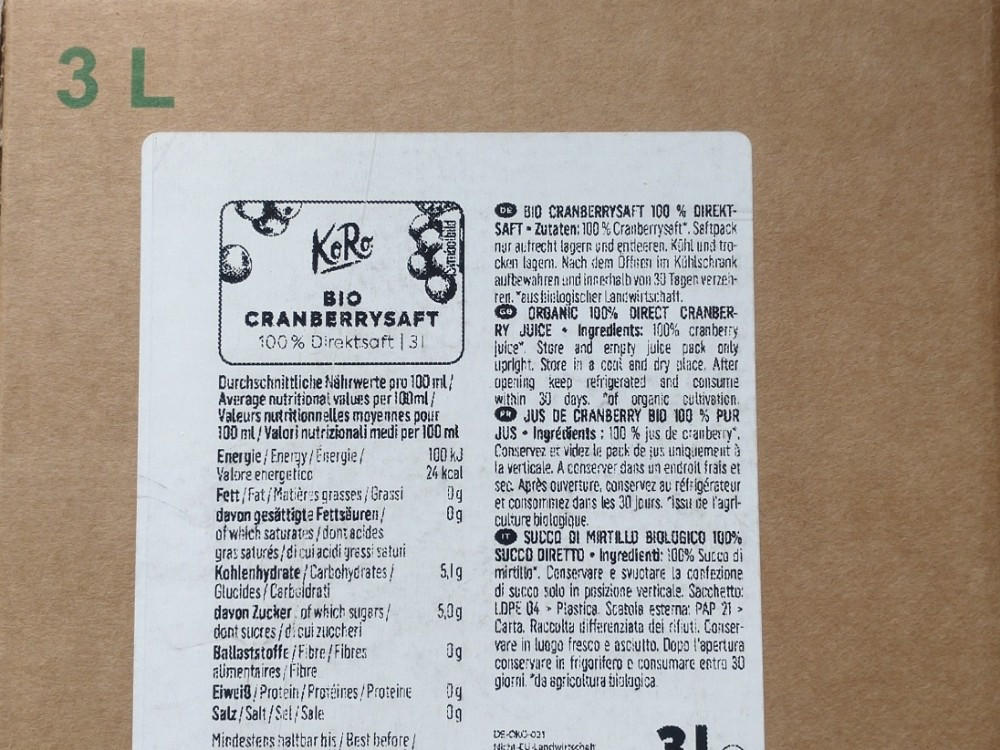 3 L
KoRo
Symbolbild
BIO
CRANBERRYSAFT
100 % Direktsaft | 3l
Durchschnittliche Nährwerte pro 100 ml /
Average nutritional values per 100ml /
Valeurs nutritionnelles moyennes pour
100 ml / Valori nutrizionali medi per 100 ml
Energie / Energy / Énergie / 100 kJ
Valore energetico 24 kcal
Fett / Fat / Matières grasses / Grassi 0g
davon gesättigte Fettsäuren / 0g
of which saturates / dont acides
gras saturés / di cui acidi grassi saturi
Kohlenhydrate / Carbohydrates / 5,1g
Glucides / Carboidrati
davon Zucker / of which sugars / 5,0g
dont sucres / di cui zuccheri
Ballaststoffe / Fibre / Fibres 0g
alimentaires / Fibre
Eiweiß / Protein / Protéines / Proteine 0g
Salz / Salt / Sel / Sale 0g
Mindestens haltbar bis / Best before /
DE BIO CRANBERRYSAFT 100 % DIREKT-
SAFT • Zutaten: 100 % Cranberrysaft*. Saftpack
nur aufrecht lagern und entleeren. Kühl und tro-
cken lagern. Nach dem Öffnen im Kühlschrank
aufbewahren und innerhalb von 30 Tagen verzeh-
ren. *aus biologischer Landwirtschaft.
GB ORGANIC 100% DIRECT CRANBER-
RY JUICE • Ingredients: 100% cranberry
juice*. Store and empty juice pack only
upright. Store in a cool and dry place. After
opening keep refrigerated and consume
within 30 days. *of organic cultivation.
FR JUS DE CRANBERRY BIO 100 % PUR
JUS • Ingrédients : 100 % jus de cranberry*.
Conservez et videz le pack de jus uniquement à
la verticale. A conserver dans un endroit frais et
sec. Après ouverture, conservez au réfrigérateur
et consommez dans les 30 jours. *issu de l'agri-
culture biologique.
IT SUCCO DI MIRTILLO BIOLOGICO 100%
SUCCO DIRETTO • Ingredienti: 100% Succo di
mirtillo*. Conservare e svuotare la confezione
di succo solo in posizione verticale. Sacchetto:
LDPE 04 > Plastica. Scatola esterna: PAP 21 >
Carta. Raccolta differenziata dei rifiuti. Conser-
vare in luogo fresco e asciutto. Dopo l'apertura
conservare in frigorifero e consumare entro 30
giorni. *da agricoltura biologica.
DE-ÖKO-021
Nicht-EU-Landwirtschaft
3L